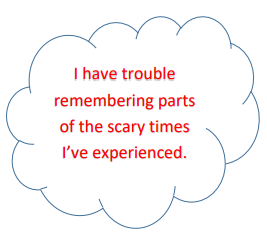 I have trouble
remembering parts
of the scary times
I've experienced.